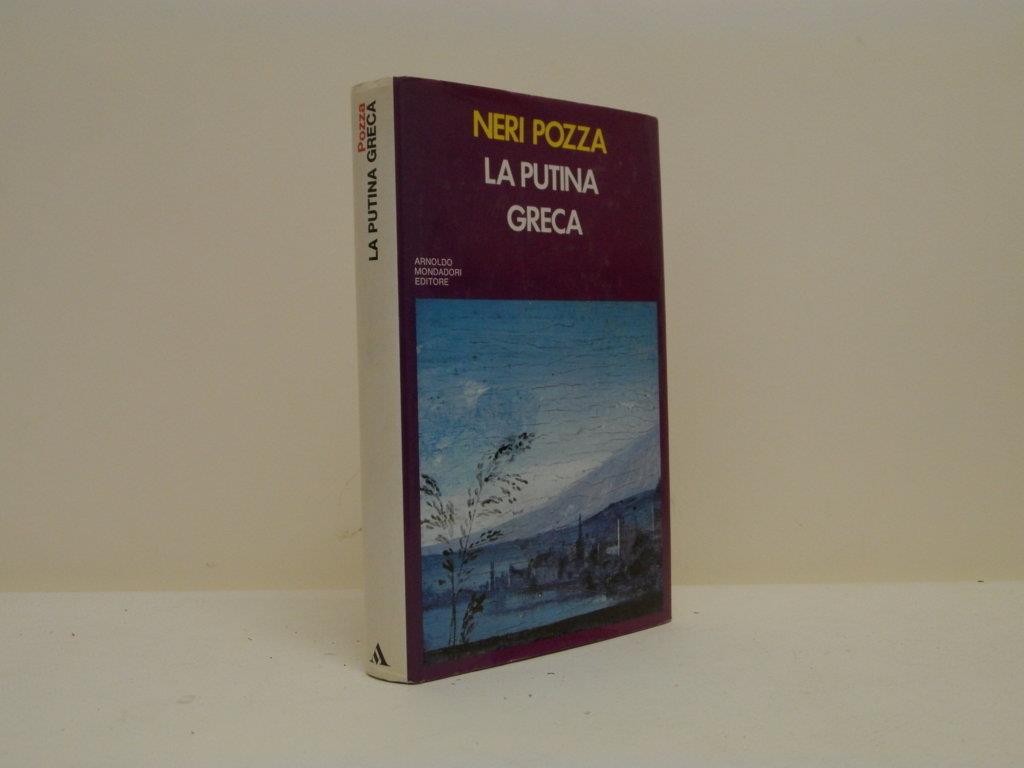 Pozza
LA PUTINA GRECA
NERI POZZA
LA PUTINA
GRECA
ARNOLDO
MONDADORI
EDITORE